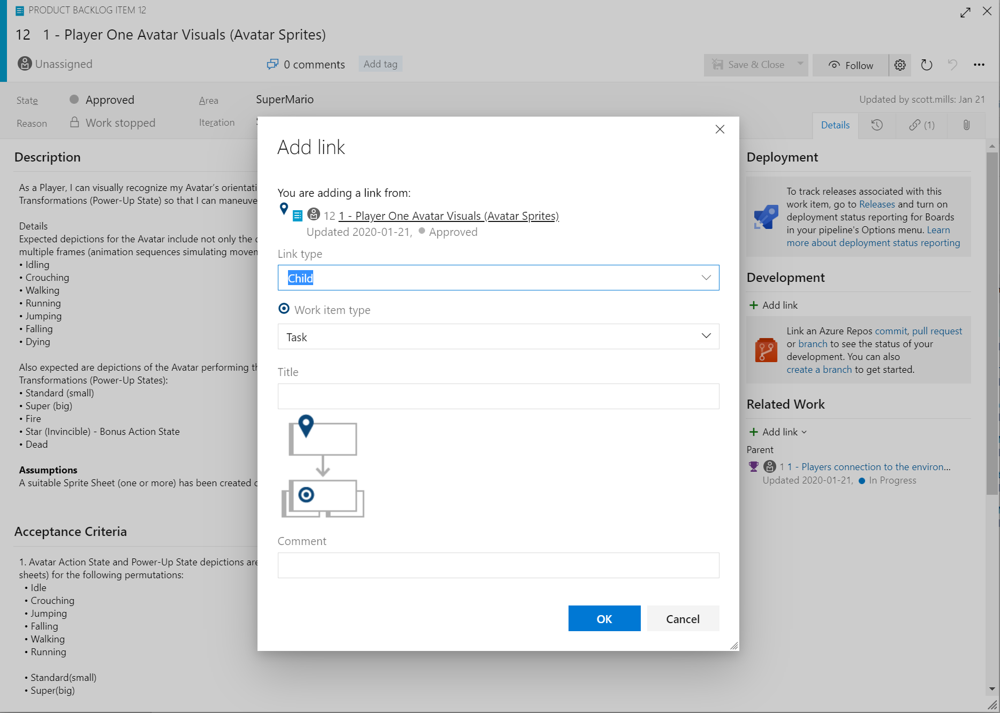 PRODUCT BACKLOG ITEM 12
12 1 - Player One Avatar Visuals (Avatar Sprites)
Unassigned
0 comments
Add tag
Save & Close
Follow
State
Approved
Area
SuperMario
Updated by scott.mills: Jan 21
Reason
Work stopped
Iteration
Details
(1)
Description
As a Player, I can visually recognize my Avatar’s
Transformations (Power-Up State) so that I can
Details
Expected depictions for the Avatar include not only the
multiple frames (animation sequences simulating
• Idling
• Crouching
• Walking
• Running
• Jumping
• Falling
• Dying
Also expected are depictions of the Avatar performing
Transformations (Power-Up States):
• Standard (small)
• Super (big)
• Fire
• Star (Invincible) - Bonus Action State
• Dead
Assumptions
A suitable Sprite Sheet (one or more) has been created
Acceptance Criteria
1. Avatar Action State and Power-Up State depictions are
sheets) for the following permutations:
• Idle
• Crouching
• Jumping
• Falling
• Walking
• Running
• Standard(small)
• Super(big)
Add link
You are adding a link from:
12 1 - Player One Avatar Visuals (Avatar Sprites)
Updated 2020-01-21, Approved
Link type
Child
Work item type
Task
Title
Comment
OK
Cancel
Deployment
To track releases associated with this
work item, go to Releases and turn on
deployment status reporting for Boards
in your pipeline's Options menu. Learn
more about deployment status reporting
Development
+ Add link
Link an Azure Repos commit, pull request
or branch to see the status of your
development. You can also
create a branch to get started.
Related Work
+ Add link
Parent
1 1 - Players connection to the environ...
Updated 2020-01-21, In Progress